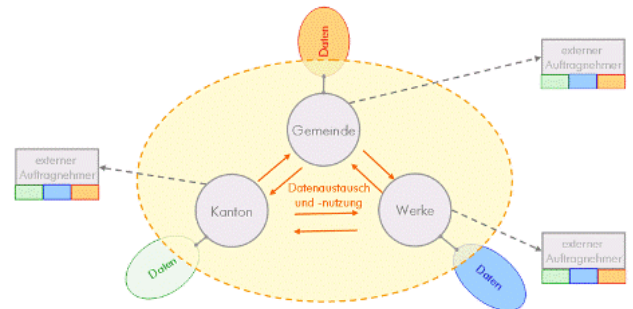 Daten
externer
Auftragnehmer
Gemeinde
externer
Auftragnehmer
Datenaustausch
und -nutzung
Kanton
Werke
externer
Auftragnehmer
Daten
Daten